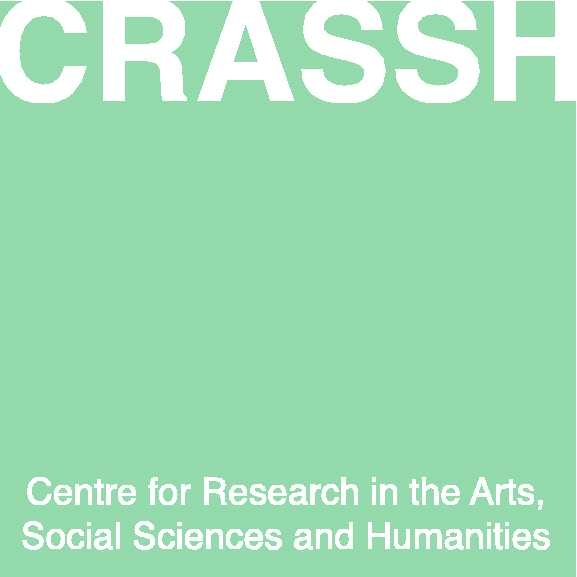 CRASSH
Centre for Research in the Arts,
Social Sciences and Humanities